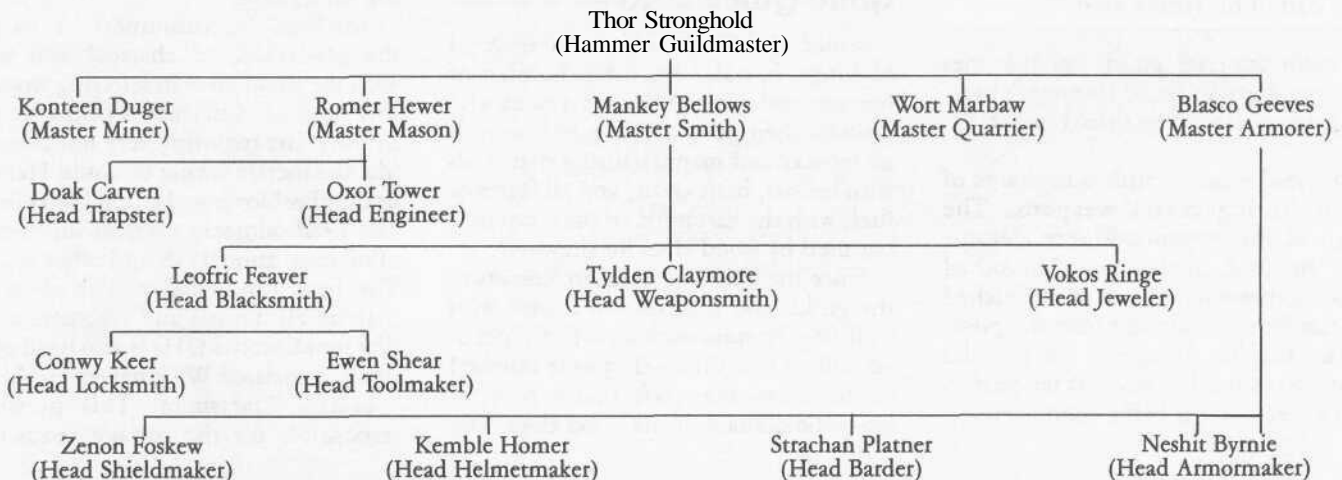 Thor Stronghold
(Hammer Guildmaster)
Konteen Duger
(Master Miner)
Romer Hewer
(Master Mason)
Mankey Bellows
(Master Smith)
Wort Marbaw
(Master Quarrier)
Blasco Geeves
(Master Armorer).
Doak Carven
(Head Trapster)
Oxor Tower
(Head Engineer)
Leofric Feaver
(Head Blacksmith)
Tylden Claymore
(Head Weaponsmith)
Vokos Ringe
(Head Jeweler)
Conwy Keer
(Head Locksmith)
Ewen Shear
(Head Toolmaker)
Zenon Foskew
(Head Shieldmaker)
Kemble Homer
(Head Helmetmaker)
Strachan Platner
(Head Barder)
Neshit Byrnie
(Head Armormaker)